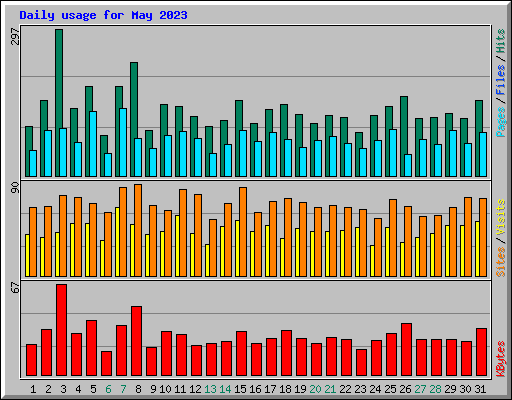 Daily usage for May 2023
297
Pages / Files / Hits
90
Sites / Visits
67
KBytes
1 2 3 4 5 6 7 8 9 10 11 12 13 14 15 16 17 18 19 20 21 22 23 24 25 26 27 28 29 30 31